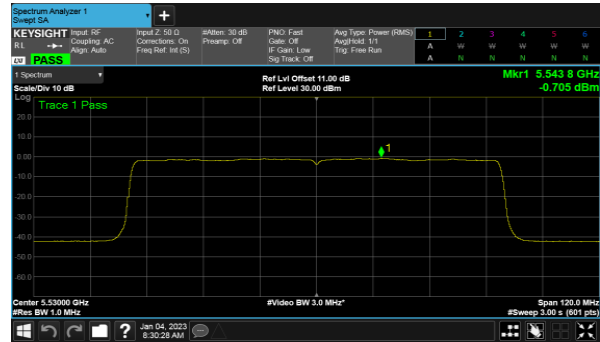 Spectrum Analyzer 1
Swept SA
KEYSIGHT Input: RF Input Z: 50 Ω #Atten: 30 dB PNO: Fast Avg Type: Power (RMS) 1 2 3 4 5 6
RL Coupling: AC Corrections: On Preamp: Off Gate: Off Avg|Hold: 1/1 A W W W W W
Align: Auto Freq Ref: Int (S) IF Gain: Low Trig: Free Run
LXI PASS Sig Track: Off A N N N N N
1 Spectrum Ref Lvl Offset 11.00 dB Mkr1 5.543 8 GHz
Scale/Div 10 dB Ref Level 30.00 dBm -0.705 dBm
Log Trace 1 Pass
20.0
10.0
0.00 1
-10.0
-20.0
-30.0
-40.0
-50.0
-60.0
Center 5.53000 GHz #Video BW 3.0 MHz* Span 120.0 MHz
#Res BW 1.0 MHz #Sweep 3.00 s (601 pts)
Jan 04, 2023
8:30:28 AM